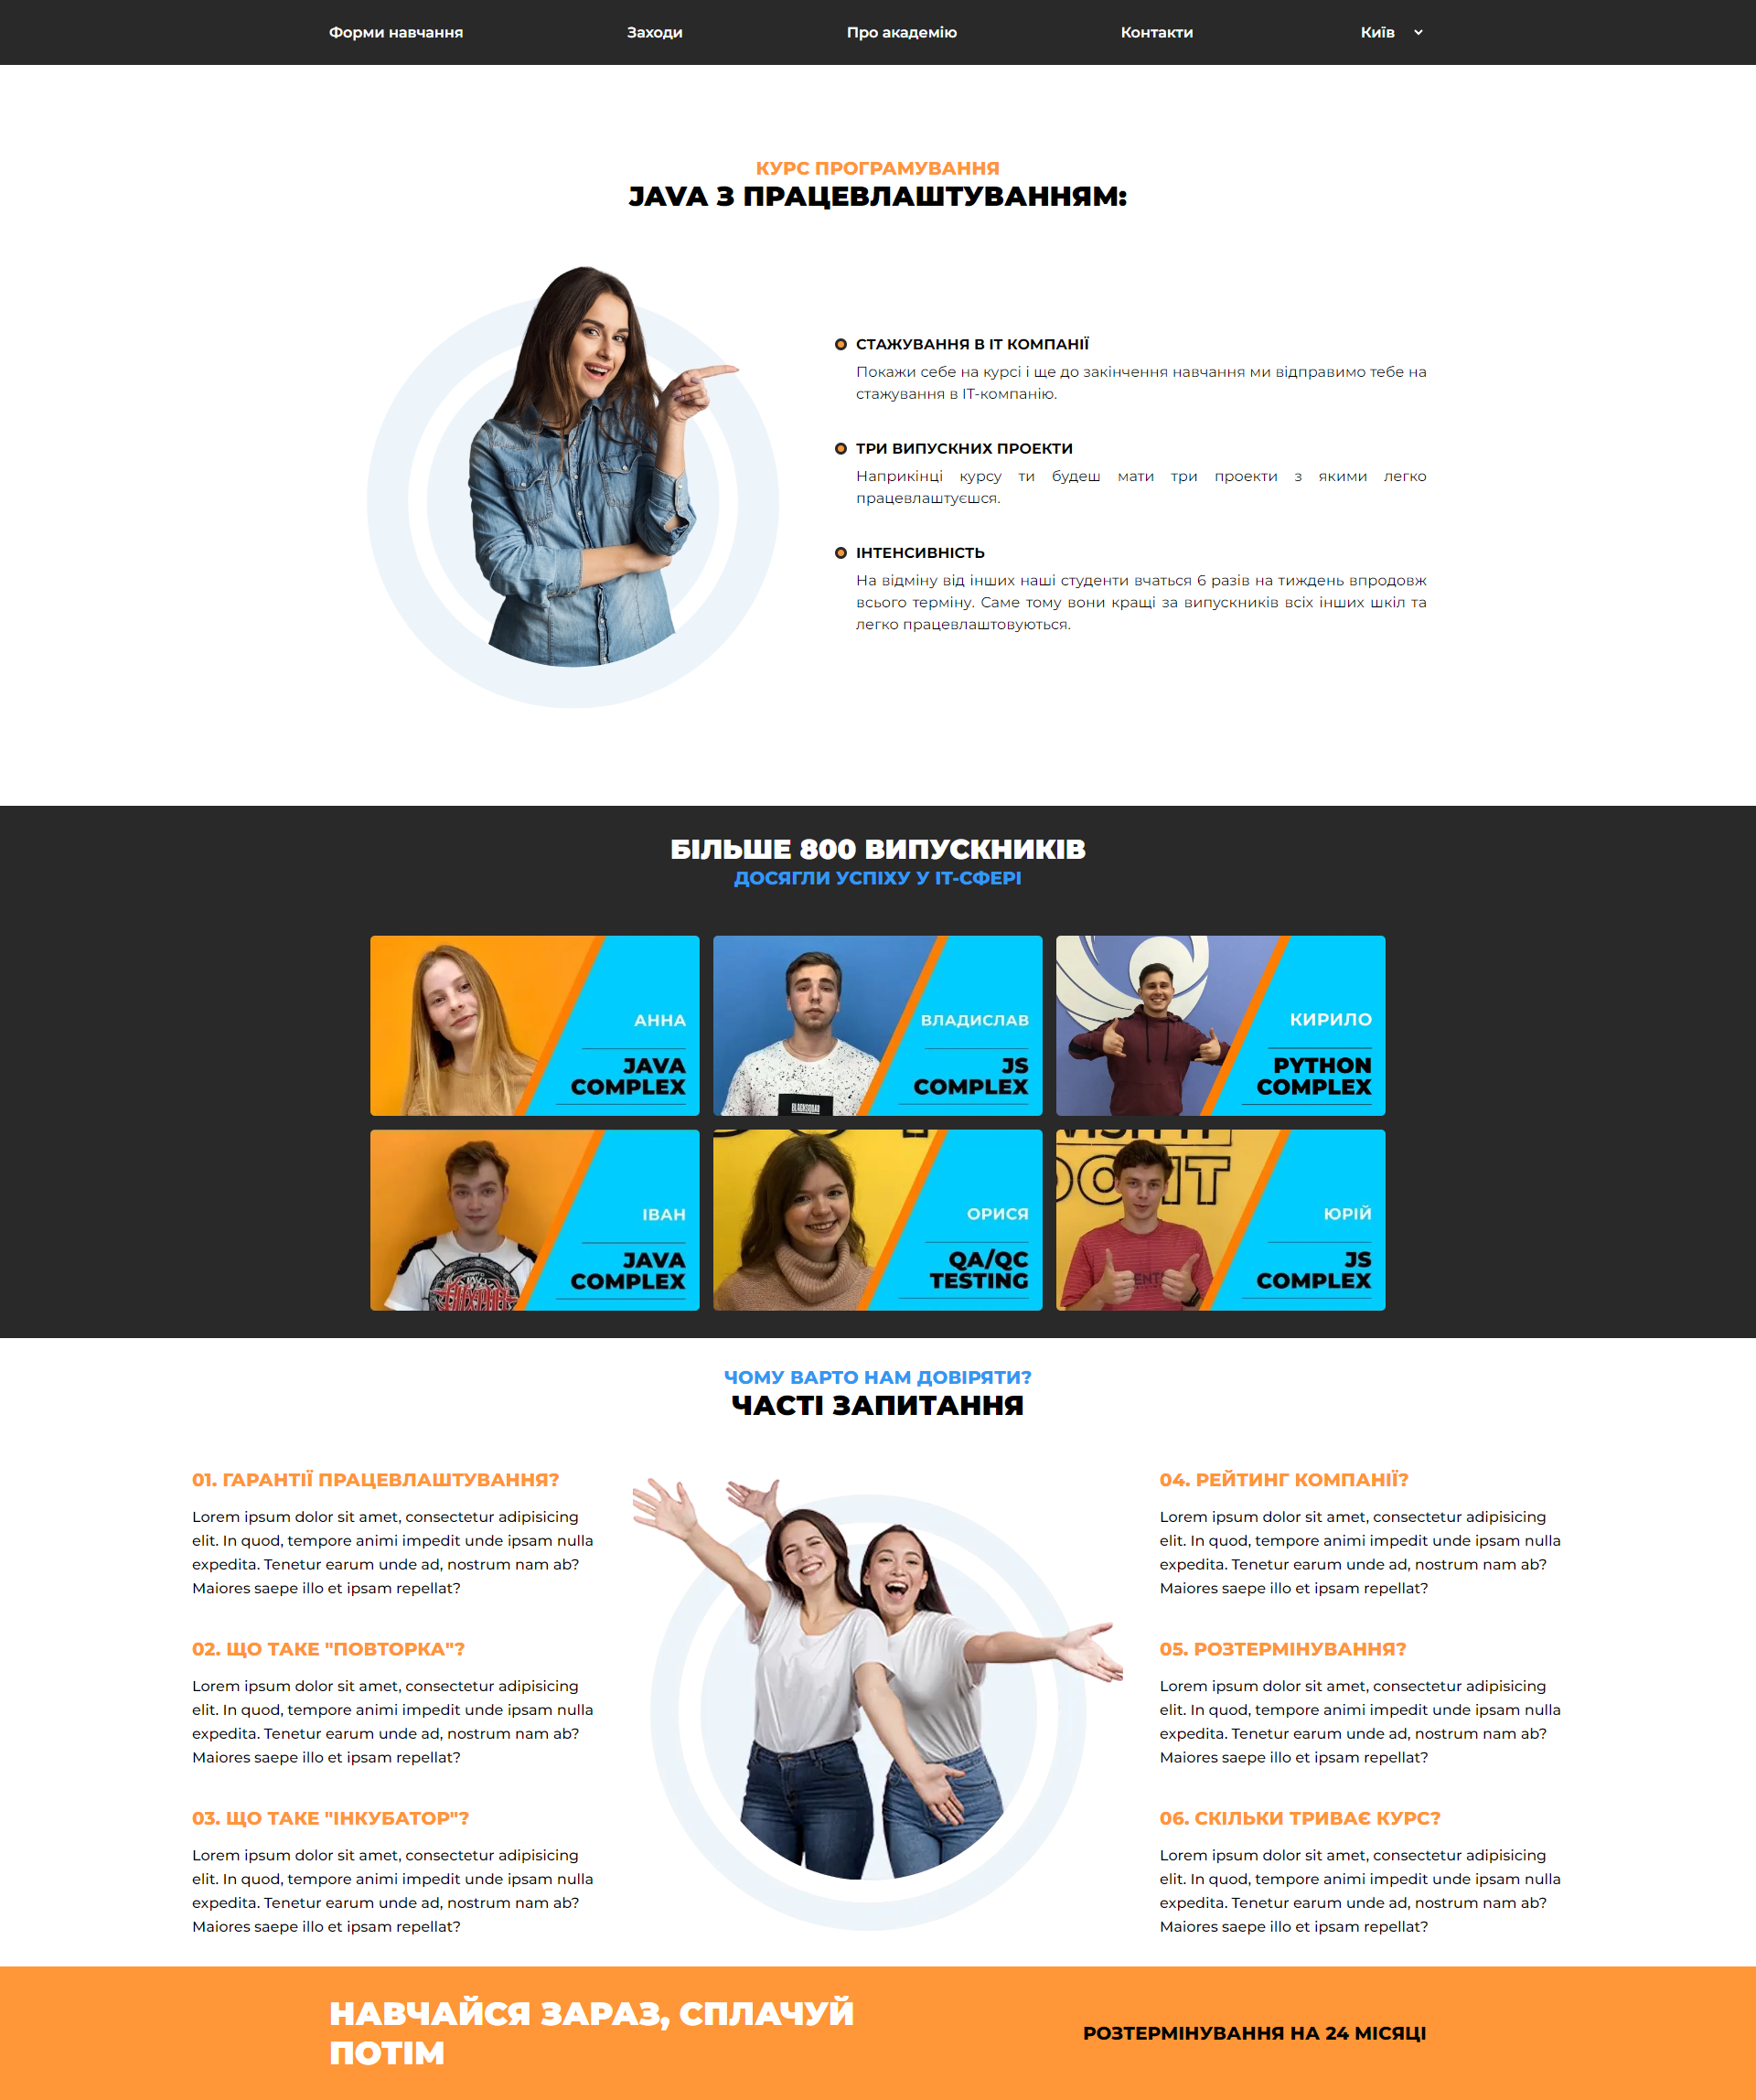 Форми навчання
Заходи
Про академію
Контакти
Київ
КУРС ПРОГРАМУВАННЯ
JAVA З ПРАЦЕВЛАШТУВАННЯМ:
СТАЖУВАННЯ В ІТ КОМПАНІЇ
Покажи себе на курсі і ще до закінчення навчання ми відправимо тебе на
стажування в ІТ-компанію.
ТРИ ВИПУСКНИХ ПРОЕКТИ
Наприкінці курсу ти будеш мати три проекти з якими легко
працевлаштуєшся.
ІНТЕНСИВНІСТЬ
На відміну від інших наші студенти вчаться 6 разів на тиждень впродовж
всього терміну. Саме тому вони кращі за випускників всіх інших шкіл та
легко працевлаштовуються.
БІЛЬШЕ 800 ВИПУСКНИКІВ
ДОСЯГЛИ УСПІХУ У ІТ-СФЕРІ
АННА
JAVA
COMPLEX
ВЛАДИСЛАВ
JS
COMPLEX
КИРИЛО
PYTHON
COMPLEX
ІВАН
JAVA
COMPLEX
ОРИСЯ
QA/QC
TESTING
ЮРІЙ
JS
COMPLEX
ЧОМУ ВАРТО НАМ ДОВІРЯТИ?
ЧАСТІ ЗАПИТАННЯ
01. ГАРАНТІЇ ПРАЦЕВЛАШТУВАННЯ?
Lorem ipsum dolor sit amet, consectetur adipisicing
elit. In quod, tempore animi impedit unde ipsam nulla
expedita. Tenetur earum unde ad, nostrum nam ab?
Maiores saepe illo et ipsam repellat?
02. ЩО ТАКЕ "ПОВТОРКА"?
Lorem ipsum dolor sit amet, consectetur adipisicing
elit. In quod, tempore animi impedit unde ipsam nulla
expedita. Tenetur earum unde ad, nostrum nam ab?
Maiores saepe illo et ipsam repellat?
03. ЩО ТАКЕ "ІНКУБАТОР"?
Lorem ipsum dolor sit amet, consectetur adipisicing
elit. In quod, tempore animi impedit unde ipsam nulla
expedita. Tenetur earum unde ad, nostrum nam ab?
Maiores saepe illo et ipsam repellat?
04. РЕЙТИНГ КОМПАНІЇ?
Lorem ipsum dolor sit amet, consectetur adipisicing
elit. In quod, tempore animi impedit unde ipsam nulla
expedita. Tenetur earum unde ad, nostrum nam ab?
Maiores saepe illo et ipsam repellat?
05. РОЗТЕРМІНУВАННЯ?
Lorem ipsum dolor sit amet, consectetur adipisicing
elit. In quod, tempore animi impedit unde ipsam nulla
expedita. Tenetur earum unde ad, nostrum nam ab?
Maiores saepe illo et ipsam repellat?
06. СКІЛЬКИ ТРИВАЄ КУРС?
Lorem ipsum dolor sit amet, consectetur adipisicing
elit. In quod, tempore animi impedit unde ipsam nulla
expedita. Tenetur earum unde ad, nostrum nam ab?
Maiores saepe illo et ipsam repellat?
НАВЧАЙСЯ ЗАРАЗ, СПЛАЧУЙ
ПОТІМ
РОЗТЕРМІНУВАННЯ НА 24 МІСЯЦІ